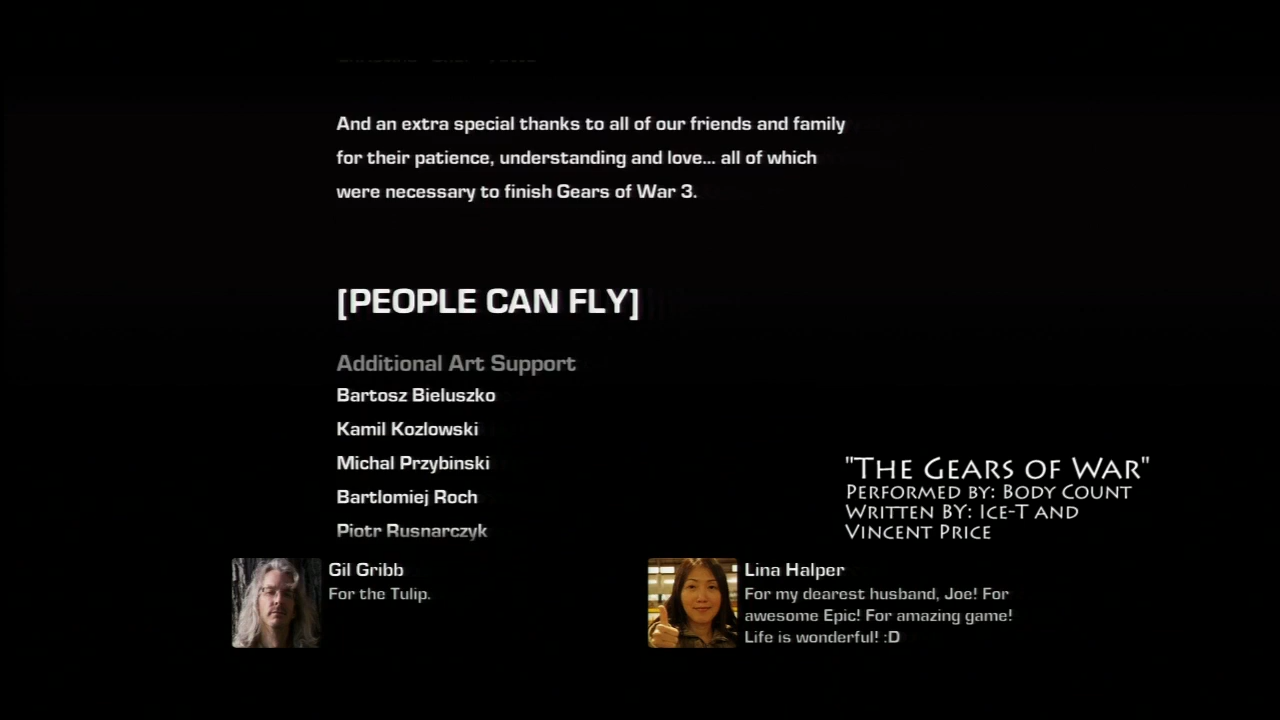 And an extra special thanks to all of our friends and family
for their patience, understanding and love... all of which
were necessary to finish Gears of War 3.
[PEOPLE CAN FLY]
Additional Art Support
Bartosz Bieluszko
Kamil Kozlowski
Michal Przybinski
Bartlomiej Roch
Piotr Rusnarczyk
"The Gears of War"
Performed by: Body Count
Written BY: Ice-T and
Vincent Price
Gil Gribb
For the Tulip.
Lina Halper
For my dearest husband, Joe! For
awesome Epic! For amazing game!
Life is wonderful! :D